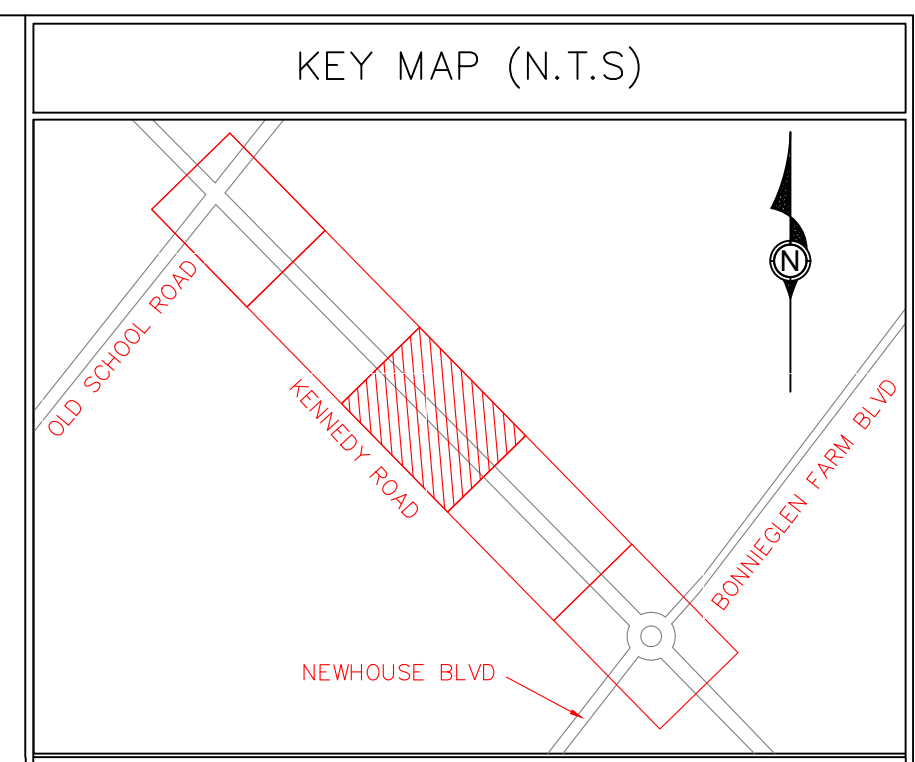 KEY MAP (N.T.S)
N
OLD SCHOOL ROAD
KENNEDY ROAD
BONNIEGLEN FARM BLVD
NEWHOUSE BLVD